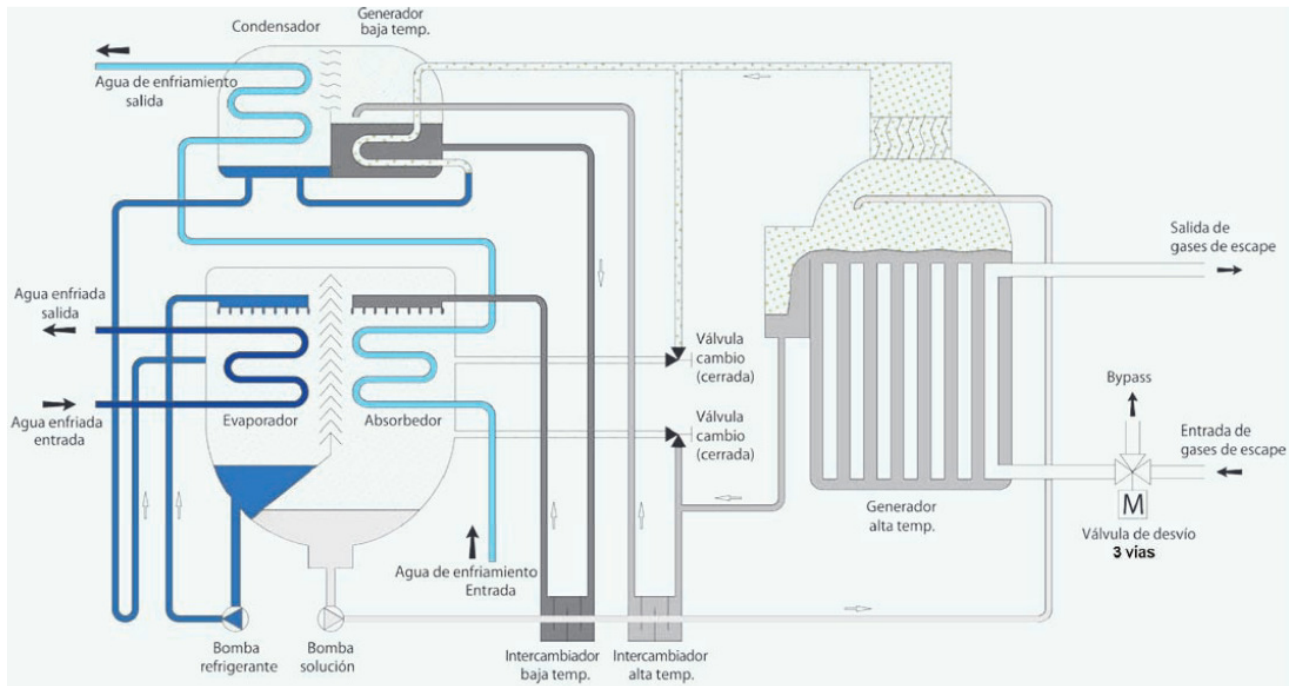 Condensador
Generador
baja temp.
Agua de enfriamiento
salida
Salida de
gases de escape
Agua enfriada
salida
Válvula
cambio
(cerrada)
Bypass
Evaporador
Absorbedor
Agua enfriada
entrada
Válvula
cambio
(cerrada)
Entrada de
gases de escape
Generador
alta temp.
M
Válvula de desvío
3 vías
Agua de enfriamiento
Entrada
Bomba
refrigerante
Bomba
solución
Intercambiador
baja temp.
Intercambiador
alta temp.